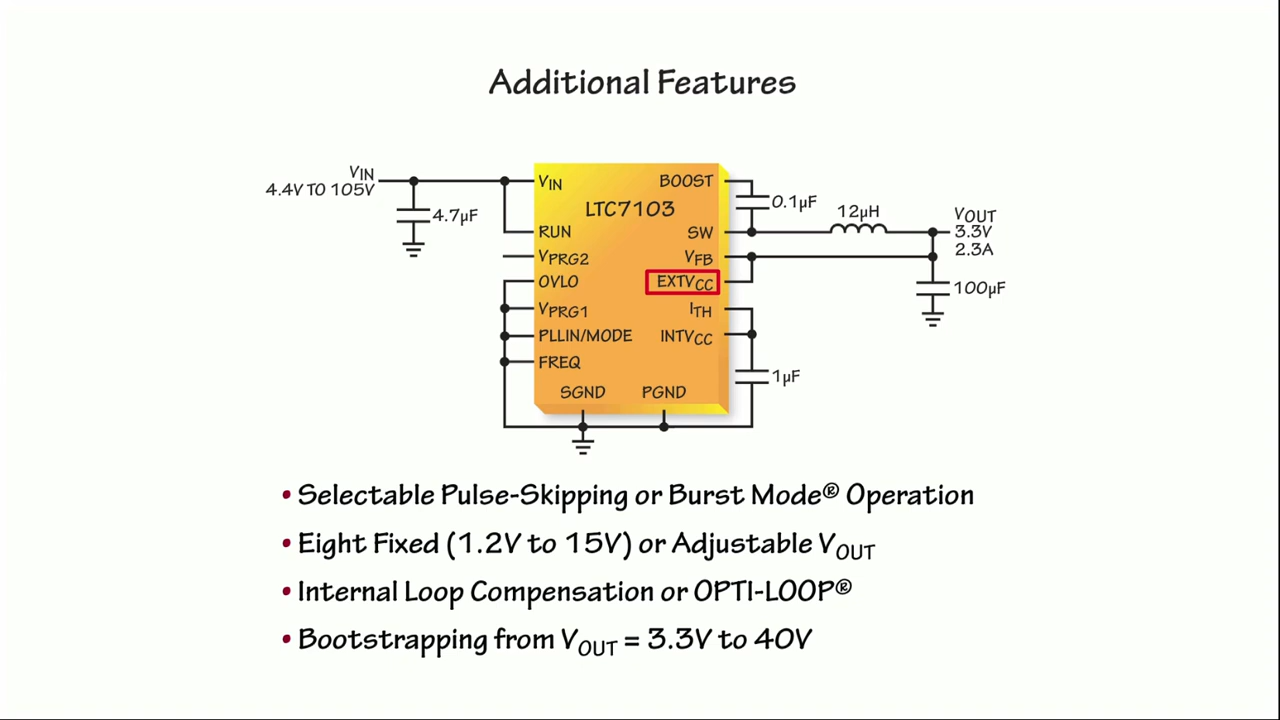 Additional Features
VIN
4.4V TO 105V
4.7µF
VIN
BOOST
LTC7103
0.1µF
12µH
VOUT
3.3V
2.3A
RUN
SW
VPRG2
VFB
OVLO
EXTVCC
100µF
VPRG1
ITH
PLLIN/MODE
INTVCC
FREQ
1µF
SGND
PGND
• Selectable Pulse-Skipping or Burst Mode® Operation
• Eight Fixed (1.2V to 15V) or Adjustable VOUT
• Internal Loop Compensation or OPTI-LOOP®
• Bootstrapping from VOUT = 3.3V to 40V